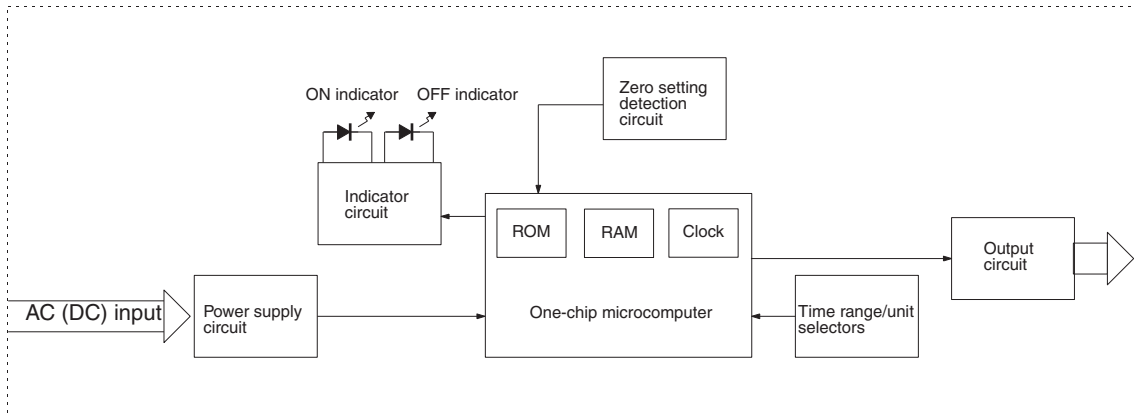 Zero setting
detection
circuit
ON indicator
OFF indicator
Indicator
circuit
ROM
RAM
Clock
Output
circuit
AC (DC) input
Power supply
circuit
One-chip microcomputer
Time range/unit
selectors